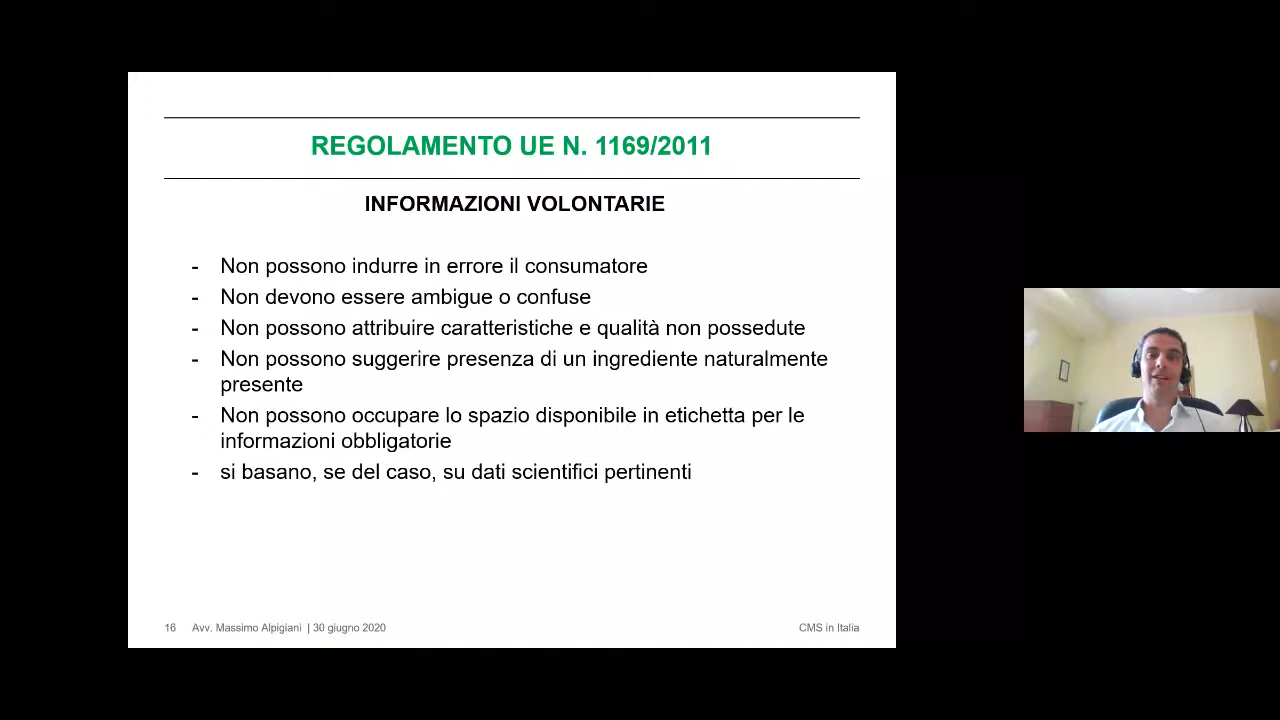 REGOLAMENTO UE N. 1169/2011
INFORMAZIONI VOLONTARIE
- Non possono indurre in errore il consumatore
- Non devono essere ambigue o confuse
- Non possono attribuire caratteristiche e qualità non possedute
- Non possono suggerire presenza di un ingrediente naturalmente
presente
- Non possono occupare lo spazio disponibile in etichetta per le
informazioni obbligatorie
- si basano, se del caso, su dati scientifici pertinenti
16 Avv. Massimo Alpigiani | 30 giugno 2020
CMS in Italia